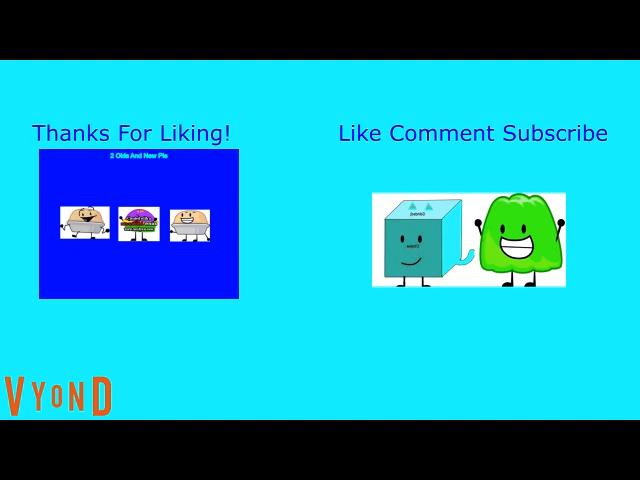 Thanks For Liking!
Like Comment Subscribe
2 Olds And New Pie
VYOND